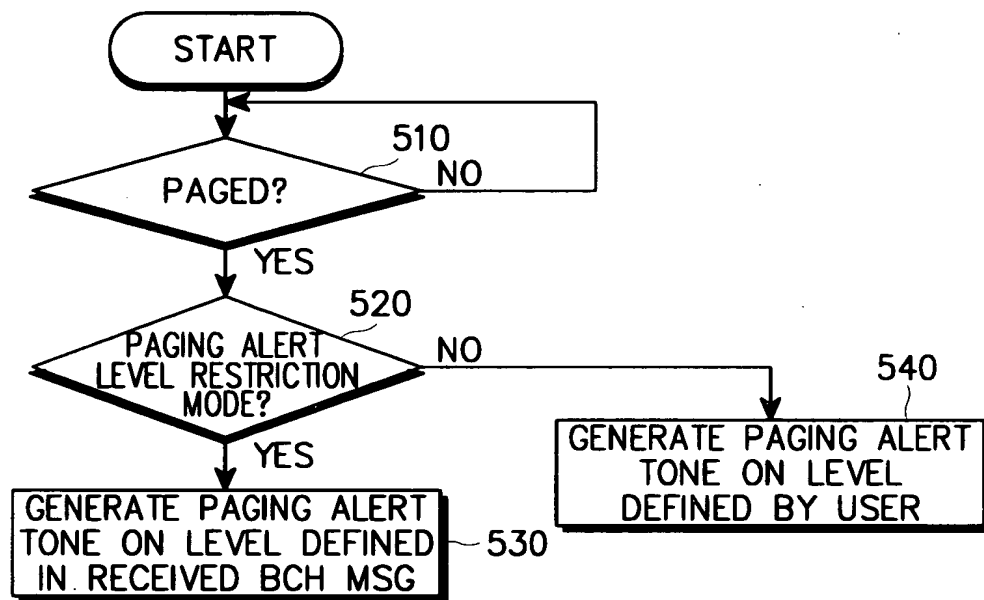 START
510
PAGED?
NO
YES
520
PAGING ALERT
LEVEL RESTRICTION
MODE?
NO
YES
540
GENERATE PAGING ALERT
TONE ON LEVEL
DEFINED BY USER
GENERATE PAGING ALERT
TONE ON LEVEL DEFINED
IN RECEIVED BCH MSG
530